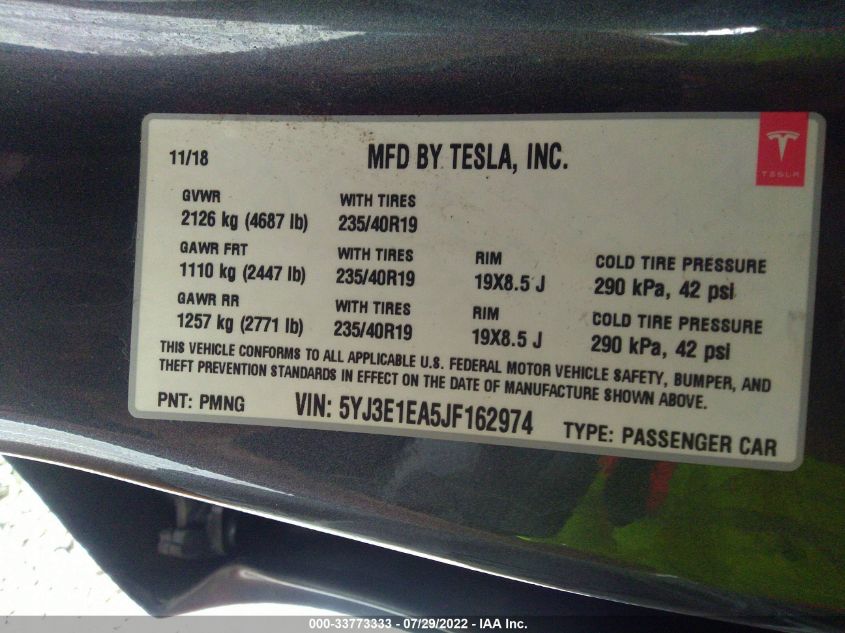 11/18 MFD BY TESLA, INC.
TESLA
GVWR WITH TIRES
2126 kg (4687 lb) 235/40R19
GAWR FRT WITH TIRES RIM COLD TIRE PRESSURE
1110 kg (2447 lb) 235/40R19 19X8.5 J 290 kPa, 42 psi
GAWR RR WITH TIRES RIM COLD TIRE PRESSURE
1257 kg (2771 lb) 235/40R19 19X8.5 J 290 kPa, 42 psi
THIS VEHICLE CONFORMS TO ALL APPLICABLE U.S. FEDERAL MOTOR VEHICLE SAFETY, BUMPER, AND
THEFT PREVENTION STANDARDS IN EFFECT ON THE DATE OF MANUFACTURE SHOWN ABOVE.
PNT: PMNG VIN: 5YJ3E1EA5JF162974 TYPE: PASSENGER CAR
000-33773333 - 07/29/2022 - IAA Inc.